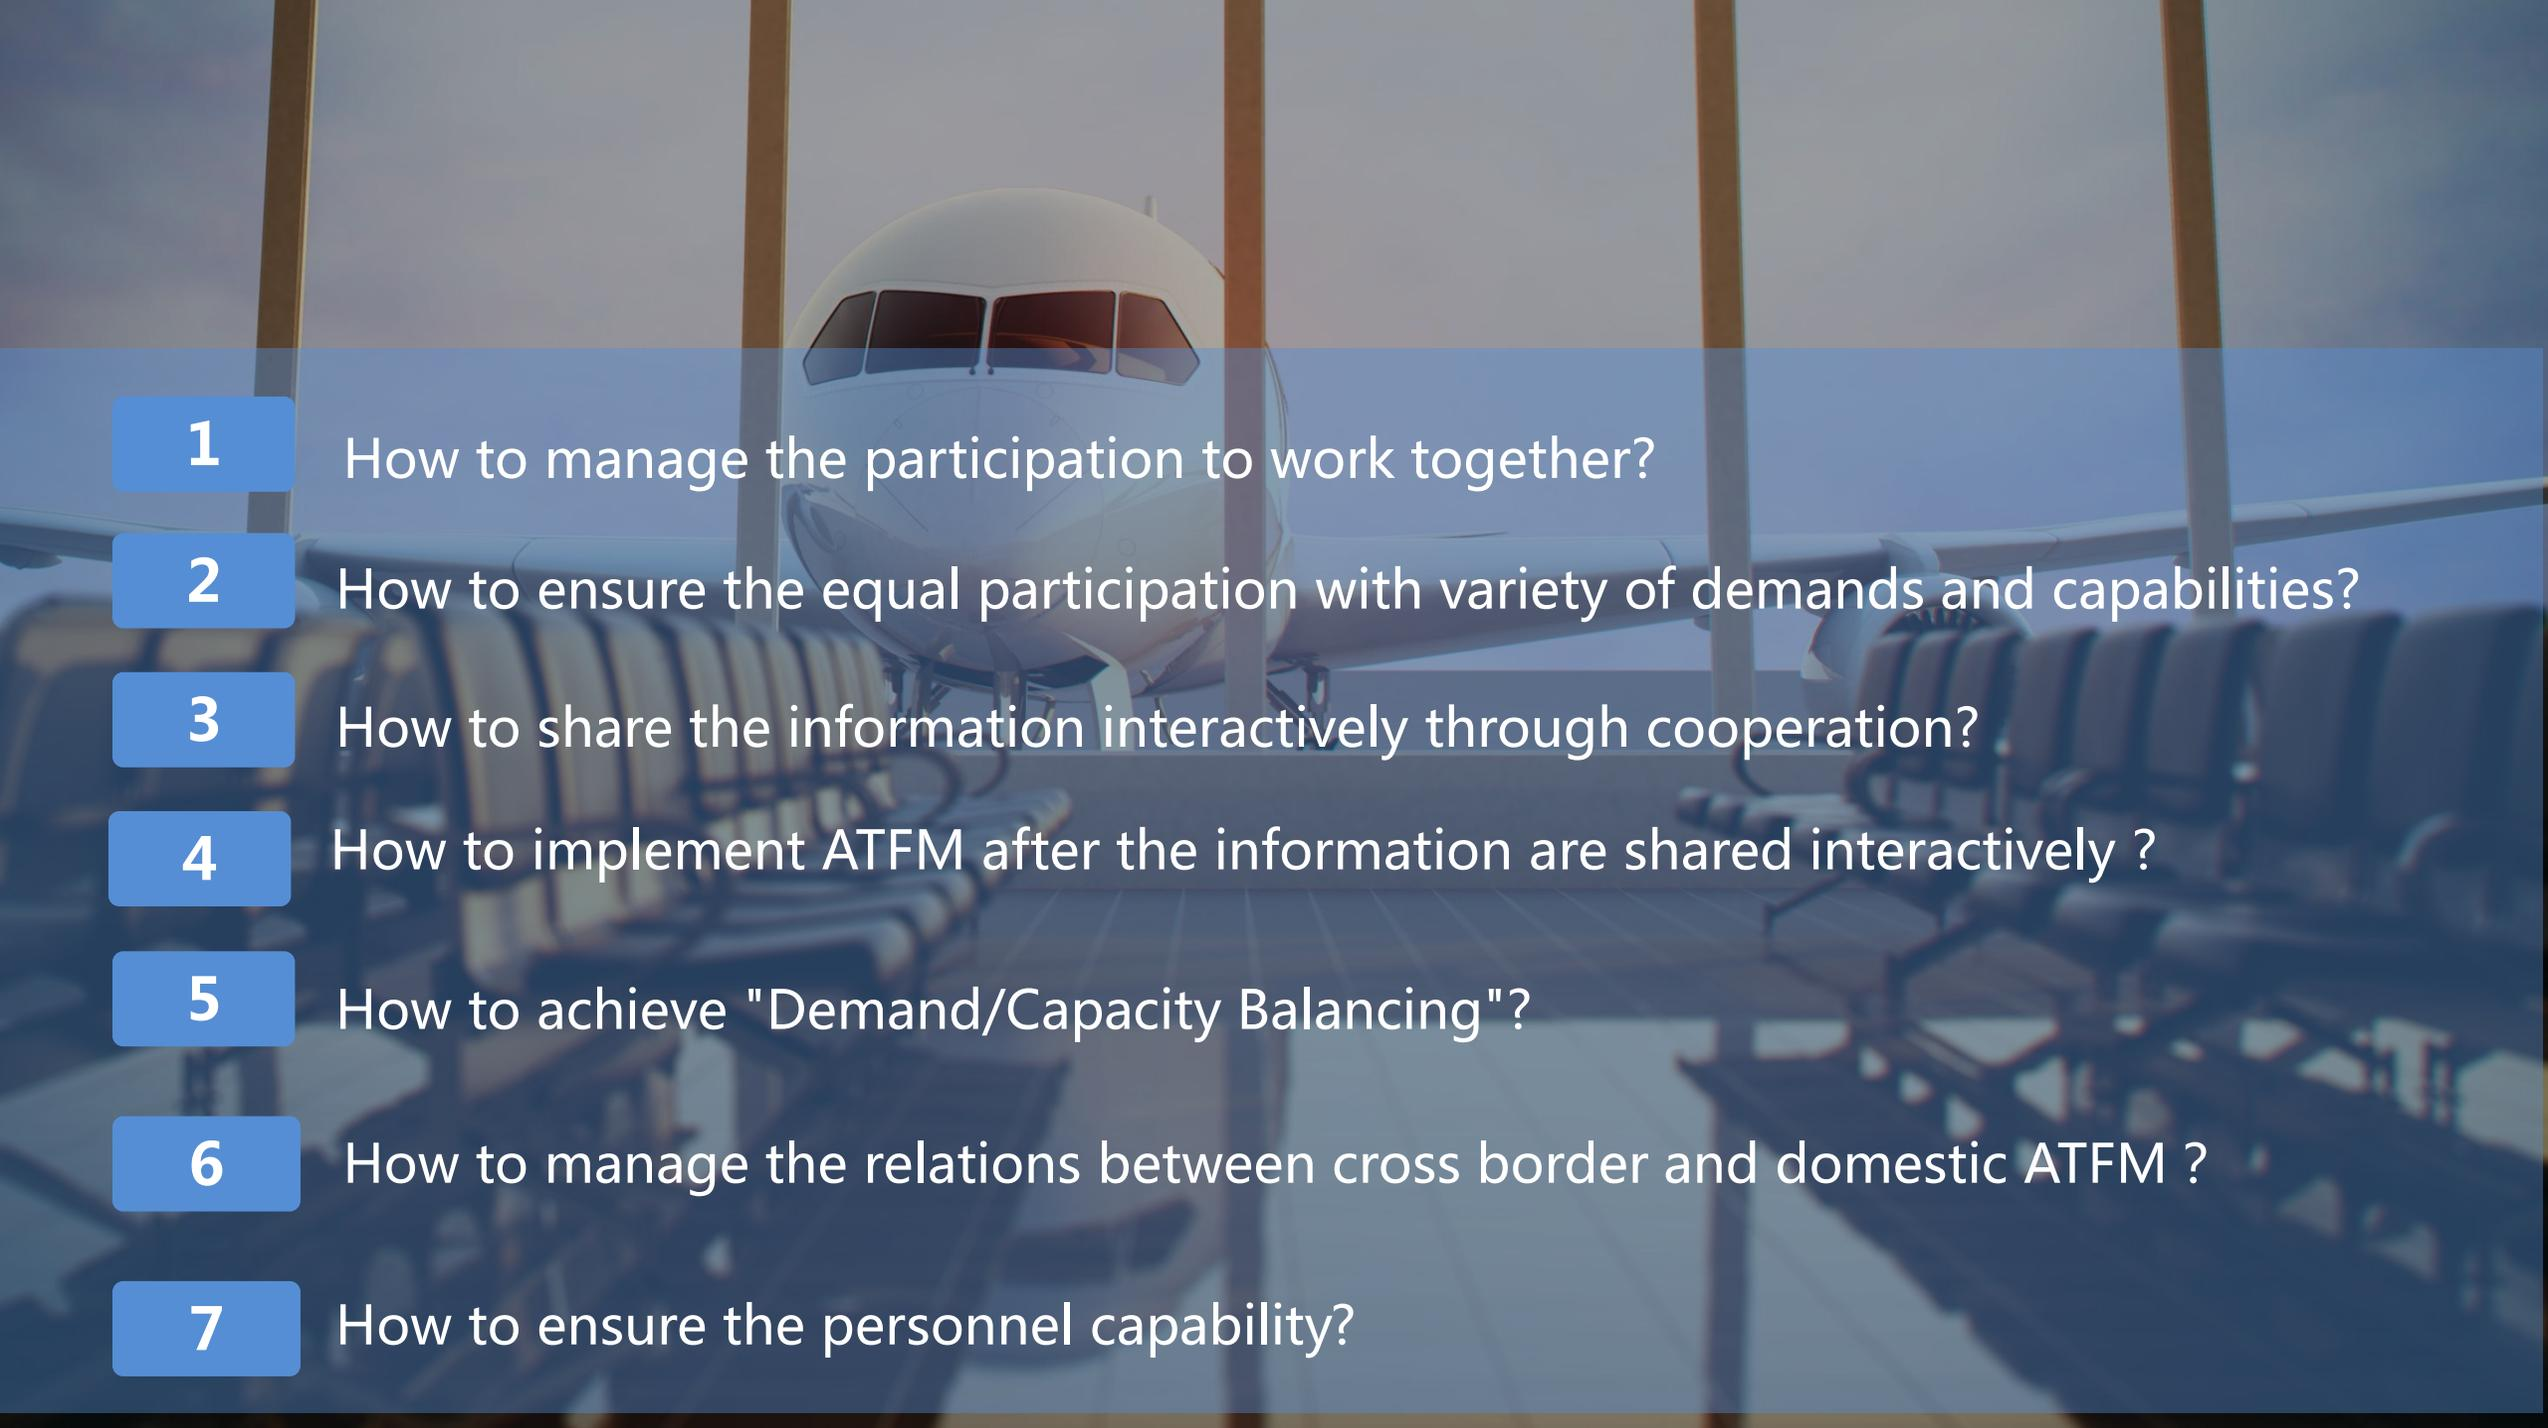 1
How to manage the participation to work together?
2
How to ensure the equal participation with variety of demands and capabilities?
3
How to share the information interactively through cooperation?
4
How to implement ATFM after the information are shared interactively ?
5
How to achieve "Demand/Capacity Balancing"?
6
How to manage the relations between cross border and domestic ATFM ?
7
How to ensure the personnel capability?